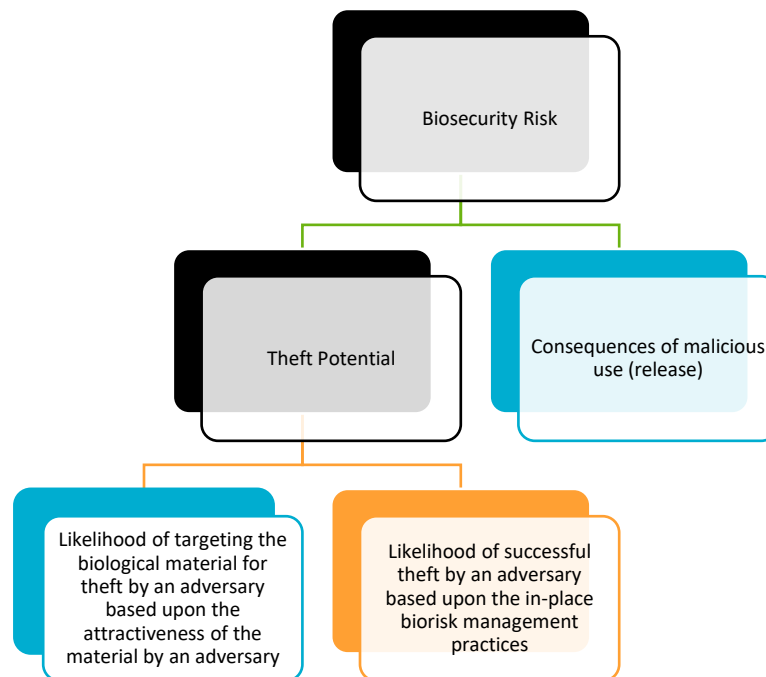 Biosecurity Risk
Theft Potential
Consequences of malicious
use (release)
Likelihood of targeting the
biological material for
theft by an adversary
based upon the
attractiveness of the
material by an adversary
Likelihood of successful
theft by an adversary
based upon the in-place
biorisk management
practices